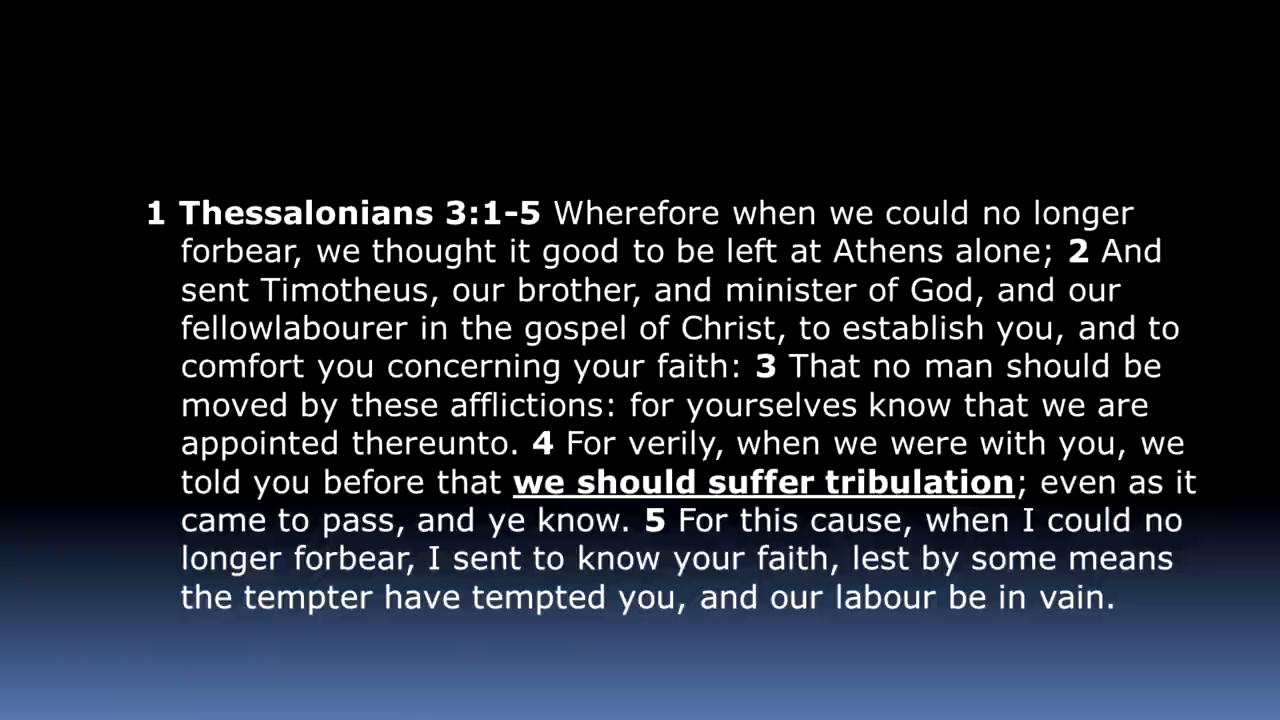 1 Thessalonians 3:1-5 Wherefore when we could no longer
forbear, we thought it good to be left at Athens alone; 2 And
sent Timotheus, our brother, and minister of God, and our
fellowlabourer in the gospel of Christ, to establish you, and to
comfort you concerning your faith: 3 That no man should be
moved by these afflictions: for yourselves know that we are
appointed thereunto. 4 For verily, when we were with you, we
told you before that we should suffer tribulation; even as it
came to pass, and ye know. 5 For this cause, when I could no
longer forbear, I sent to know your faith, lest by some means
the tempter have tempted you, and our labour be in vain.